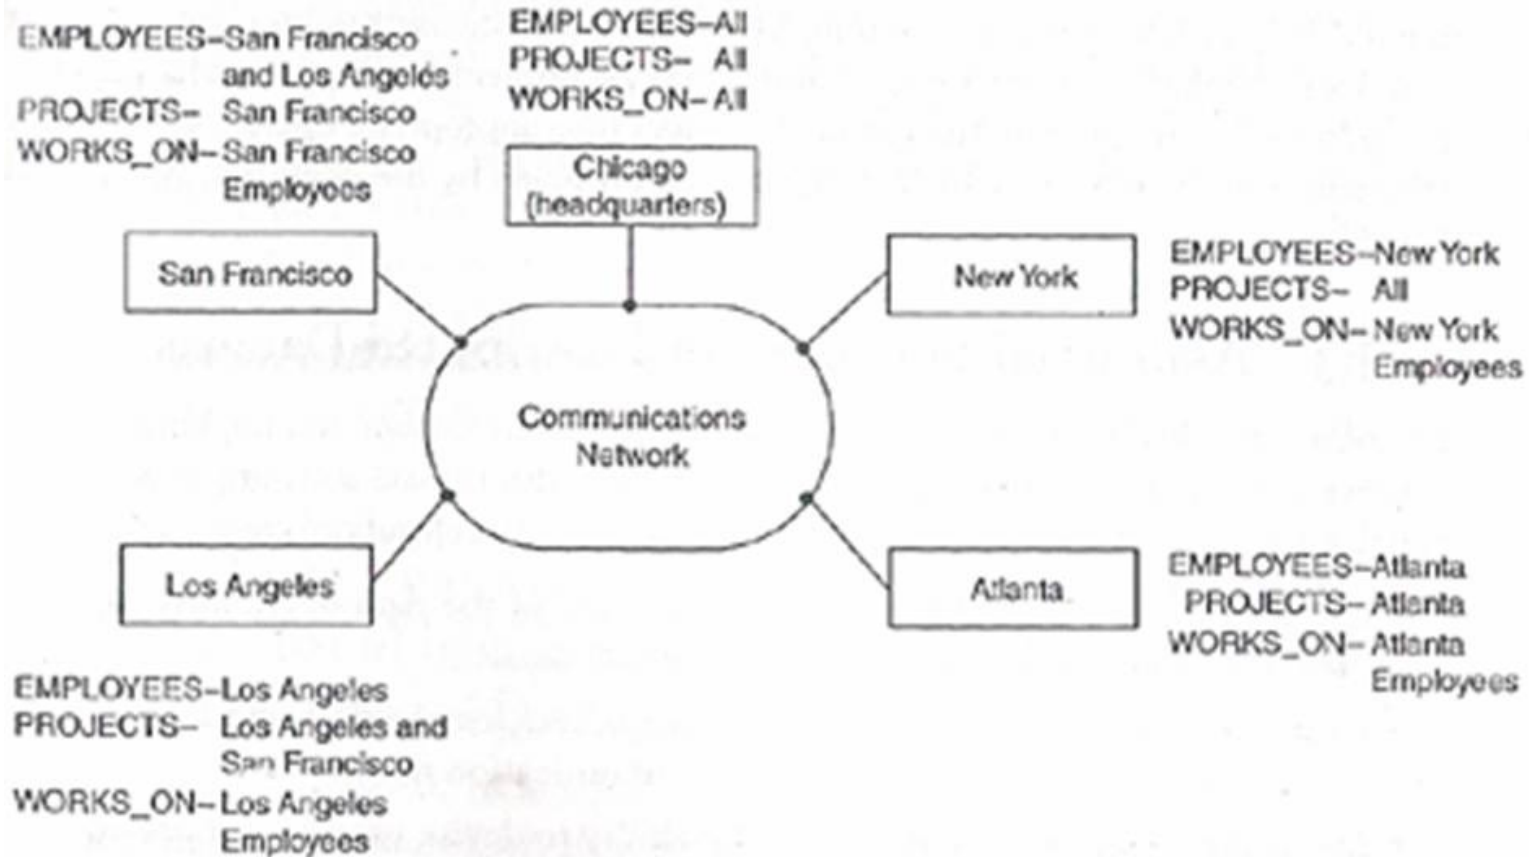 EMPLOYEES–San Francisco
and Los Angeles
PROJECTS– San Francisco
WORKS_ON–San Francisco
Employees
EMPLOYEES–All
PROJECTS– All
WORKS_ON–All
Chicago
(headquarters)
San Francisco
New York
EMPLOYEES–New York
PROJECTS– All
WORKS_ON–New York
Employees
Communications
Network
Los Angeles
Atlanta
EMPLOYEES–Atlanta
PROJECTS–Atlanta
WORKS_ON–Atlanta
Employees
EMPLOYEES–Los Angeles
PROJECTS– Los Angeles and
San Francisco
WORKS_ON–Los Angeles
Employees